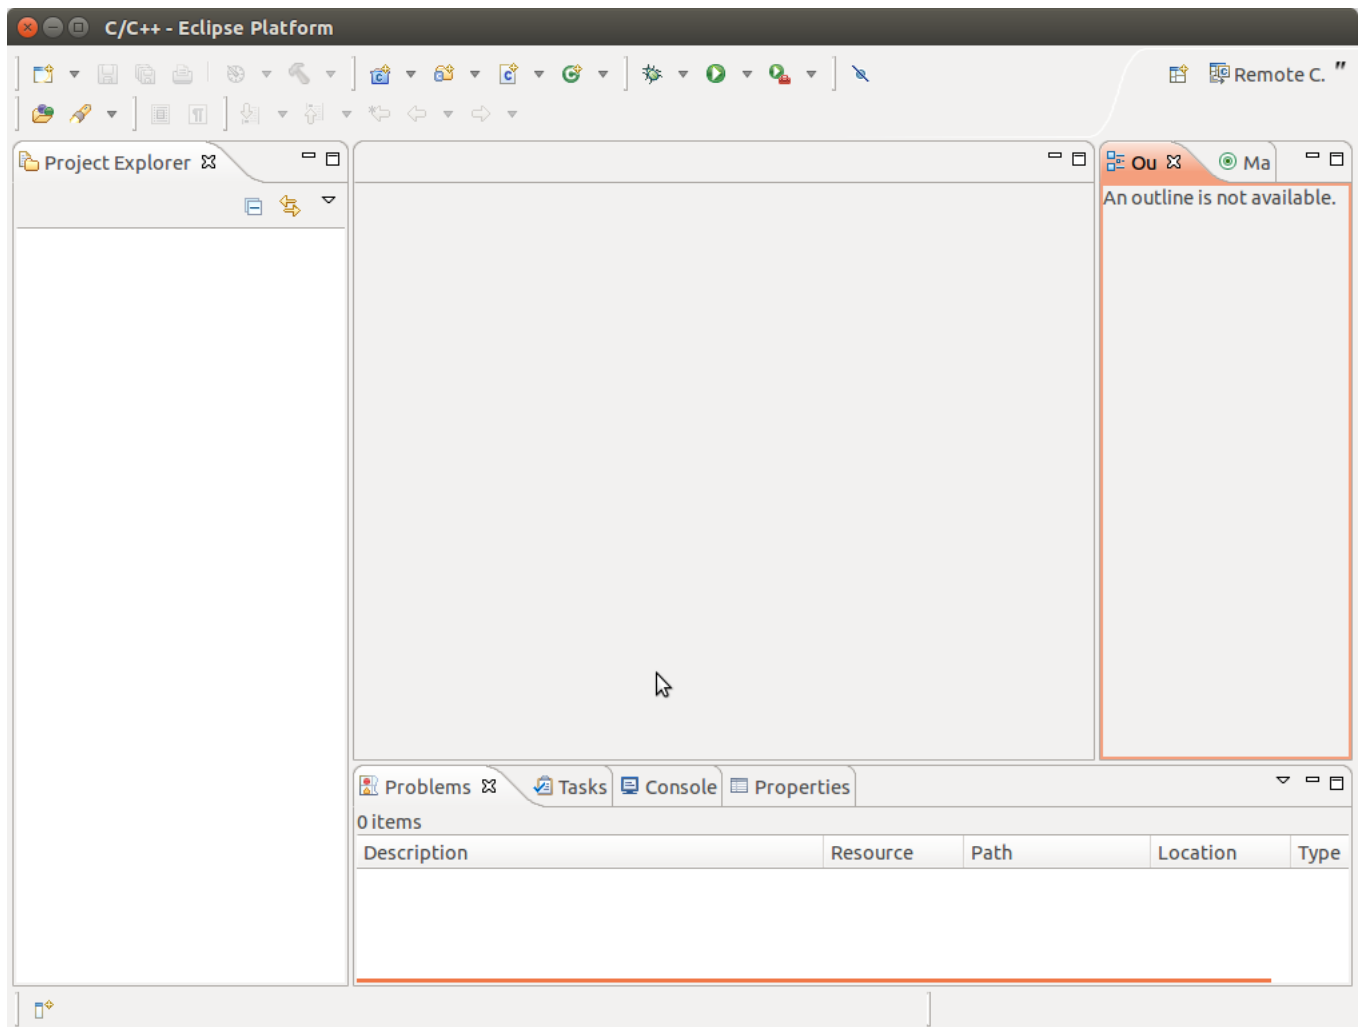 C/C++ - Eclipse Platform
Remote C.
Project Explorer
Ou
Ma
An outline is not available.
Problems
Tasks
Console
Properties
0 items
Description
Resource
Path
Location
Type